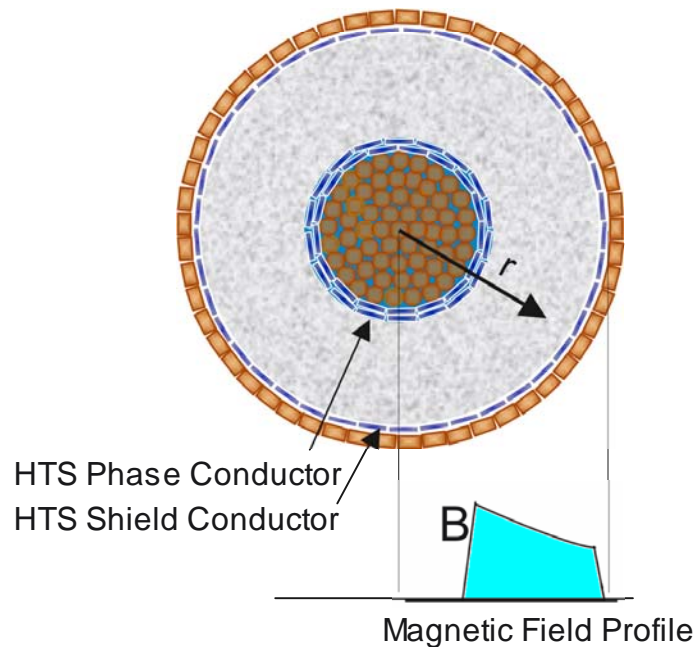 r
HTS Phase Conductor
HTS Shield Conductor
B
Magnetic Field Profile